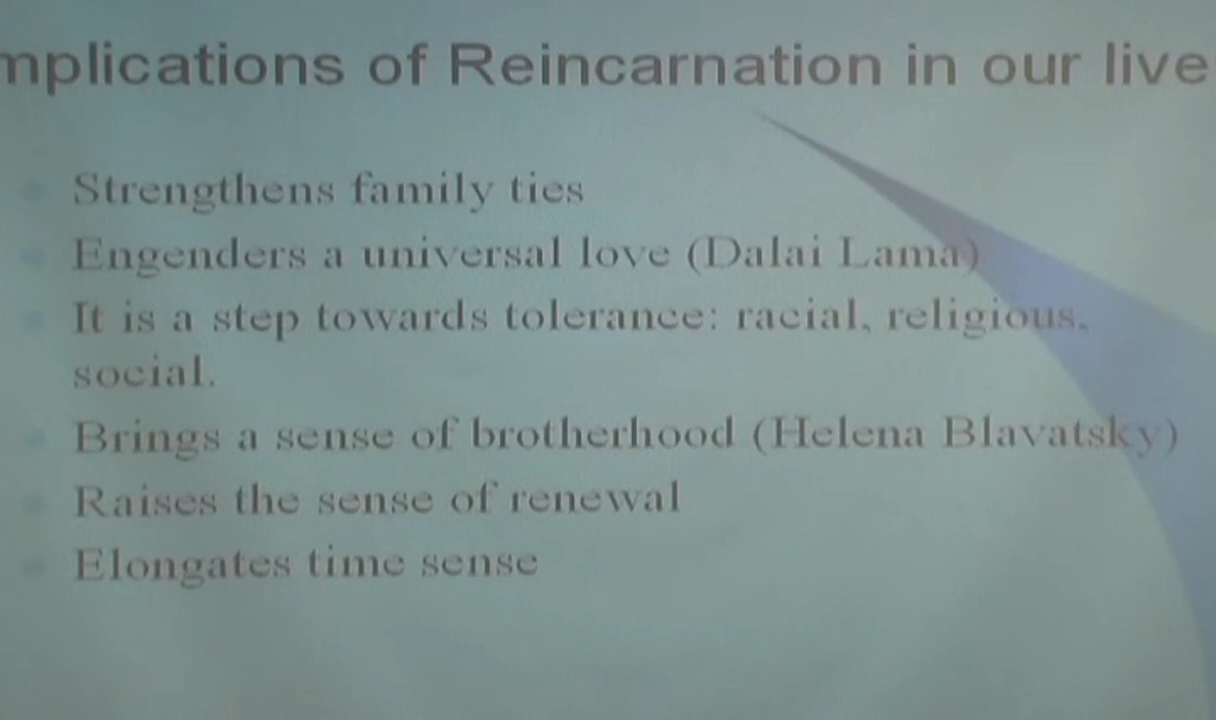 mplications of Reincarnation in our live
Strengthens family ties
Engenders a universal love (Dalai Lama)
It is a step towards tolerance: racial, religious,
social.
Brings a sense of brotherhood (Helena Blavatsky)
Raises the sense of renewal
Elongates time sense